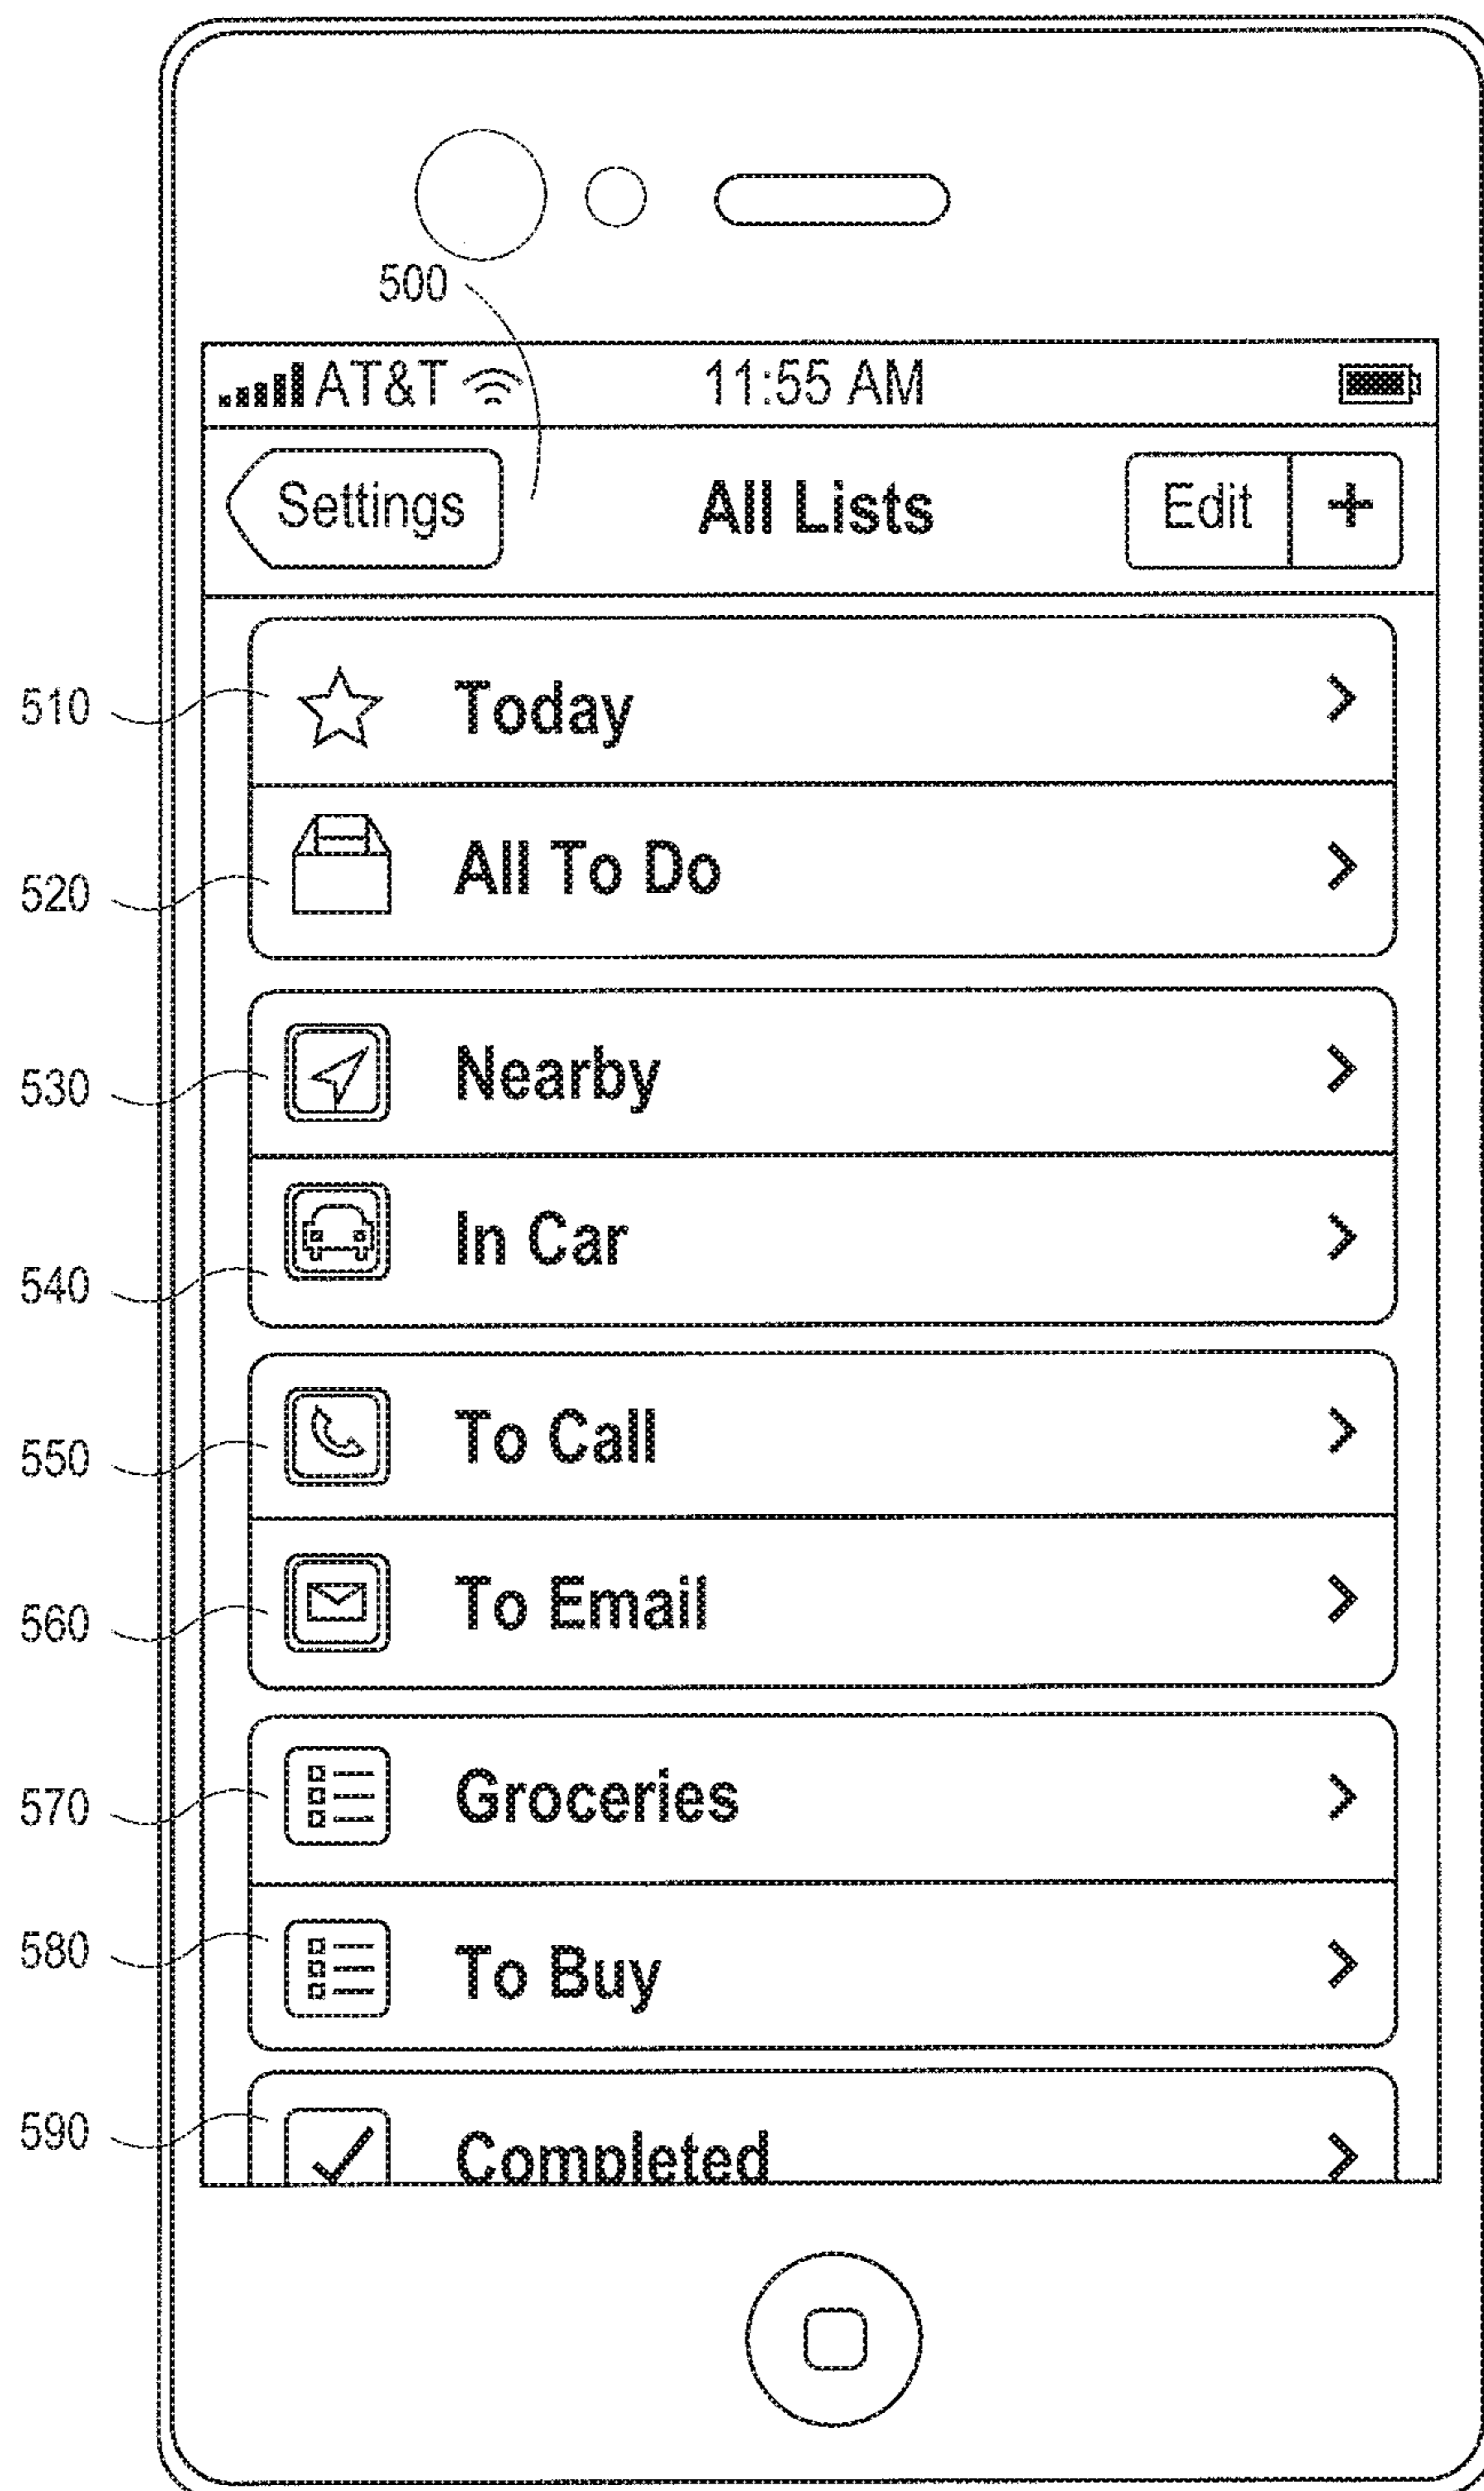 500
AT&T 11:55 AM
Settings All Lists Edit +
510 Today >
520 All To Do >
530 Nearby >
540 In Car >
550 To Call >
560 To Email >
570 Groceries >
580 To Buy >
590 Completed >